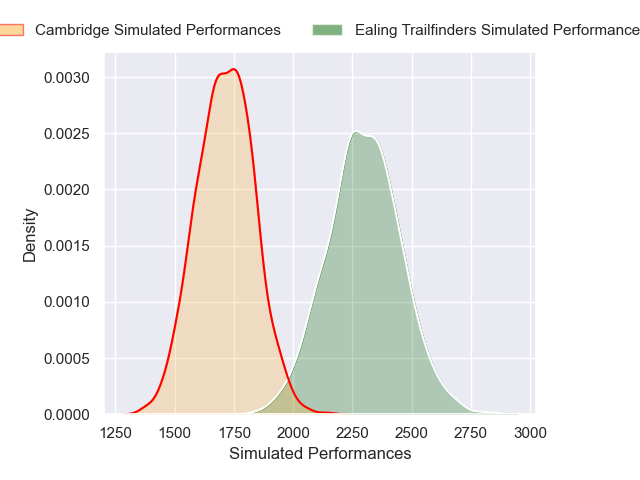 Cambridge Simulated Performances
Ealing Trailfinders Simulated Performance
0.0030
0.0025
0.0020
0.0015
0.0010
0.0005
0.0000
Density
1250 1500 1750 2000 2250 2500 2750 3000
Simulated Performances